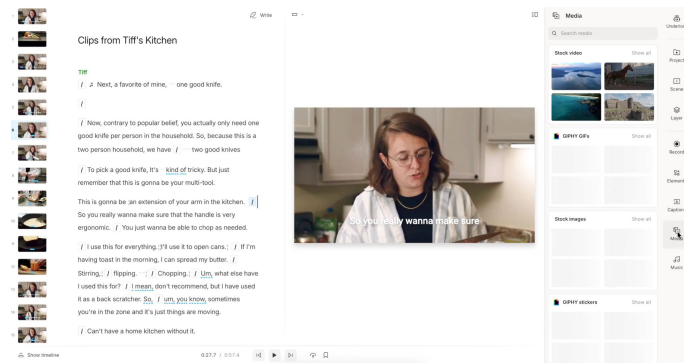 Write
Media
Clips from Tiff's Kitchen
Search media
Stock video
Show all
Tiff
/ ♬ Next, a favorite of mine, ·· one good knife.
/
/ Now, contrary to popular belief, you actually only need one
good knife per person in the household. So, because this is a
two person household, we have / ··· two good knives
/ To pick a good knife, It's ·· kind of tricky. But just
remember that this is gonna be your multi-tool.
This is gonna be :an extension of your arm in the kitchen. /
So you really wanna make sure that the handle is very
ergonomic. / You just wanna be able to chop as needed.
/ I use this for everything.;)'ll use it to open cans.; / If I'm
having toast in the morning, I can spread my butter. /
Stirring,; / flipping. ···; / Chopping.; / Um, what else have
I used this for? / I mean, don't recommend, but I have used
it as a back scratcher. So, / um, you know, sometimes
you're in the zone and it's just things are moving.
/ Can't have a home kitchen without it.
So you really wanna make sure
GIPHY GIFs
Show all
Stock images
Show all
GIPHY stickers
Show all
Underlord
Project
Scene
Layer
Record
Element
Caption
Media
Music
Show timeline
0:27.7 / 0:57.4